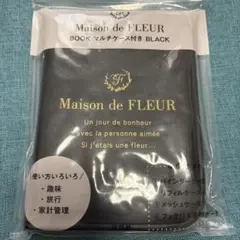 Maison de FLEUR
BOOK マルチケース付き BLACK
Maison de FLEUR
Un jour de bonheur
avec la personne aimée
Si j'étais une fleur...
使い方いろいろ
・趣味
・旅行
・家計管理